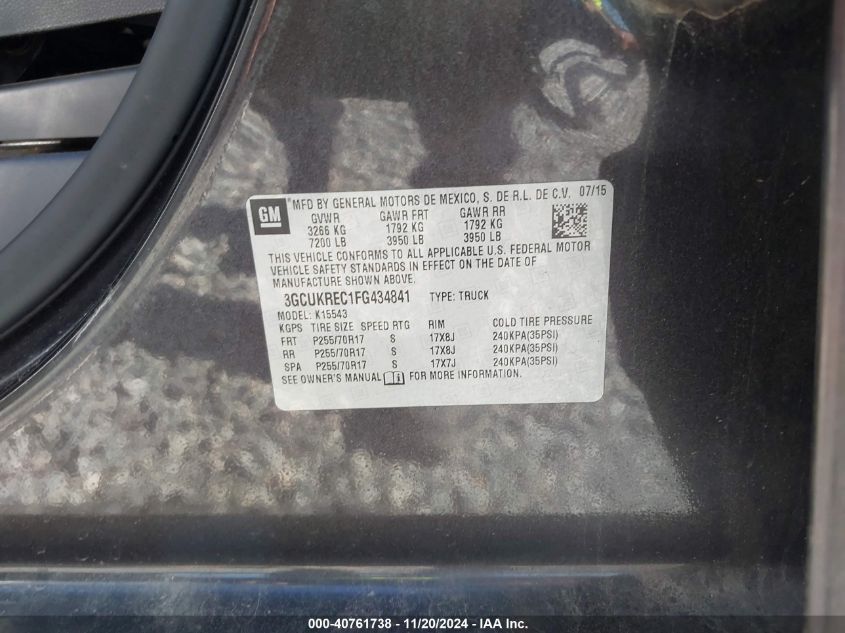 GM
MFD BY GENERAL MOTORS DE MEXICO, S. DE R.L. DE C.V. 07/15
GVWR GAWR FRT GAWR RR
3266 KG 1792 KG 1792 KG
7200 LB 3950 LB 3950 LB
THIS VEHICLE CONFORMS TO ALL APPLICABLE U.S. FEDERAL MOTOR
VEHICLE SAFETY STANDARDS IN EFFECT ON THE DATE OF
MANUFACTURE SHOWN ABOVE.
3GCUKREC1FG434841 TYPE: TRUCK
MODEL: K15543
KGPS TIRE SIZE SPEED RTG RIM COLD TIRE PRESSURE
FRT P255/70R17 S 17X8J 240KPA(35PSI)
RR P255/70R17 S 17X8J 240KPA(35PSI)
SPA P255/70R17 S 17X7J 240KPA(35PSI)
SEE OWNER'S MANUAL FOR MORE INFORMATION.
000-40761738 - 11/20/2024 - IAA Inc.